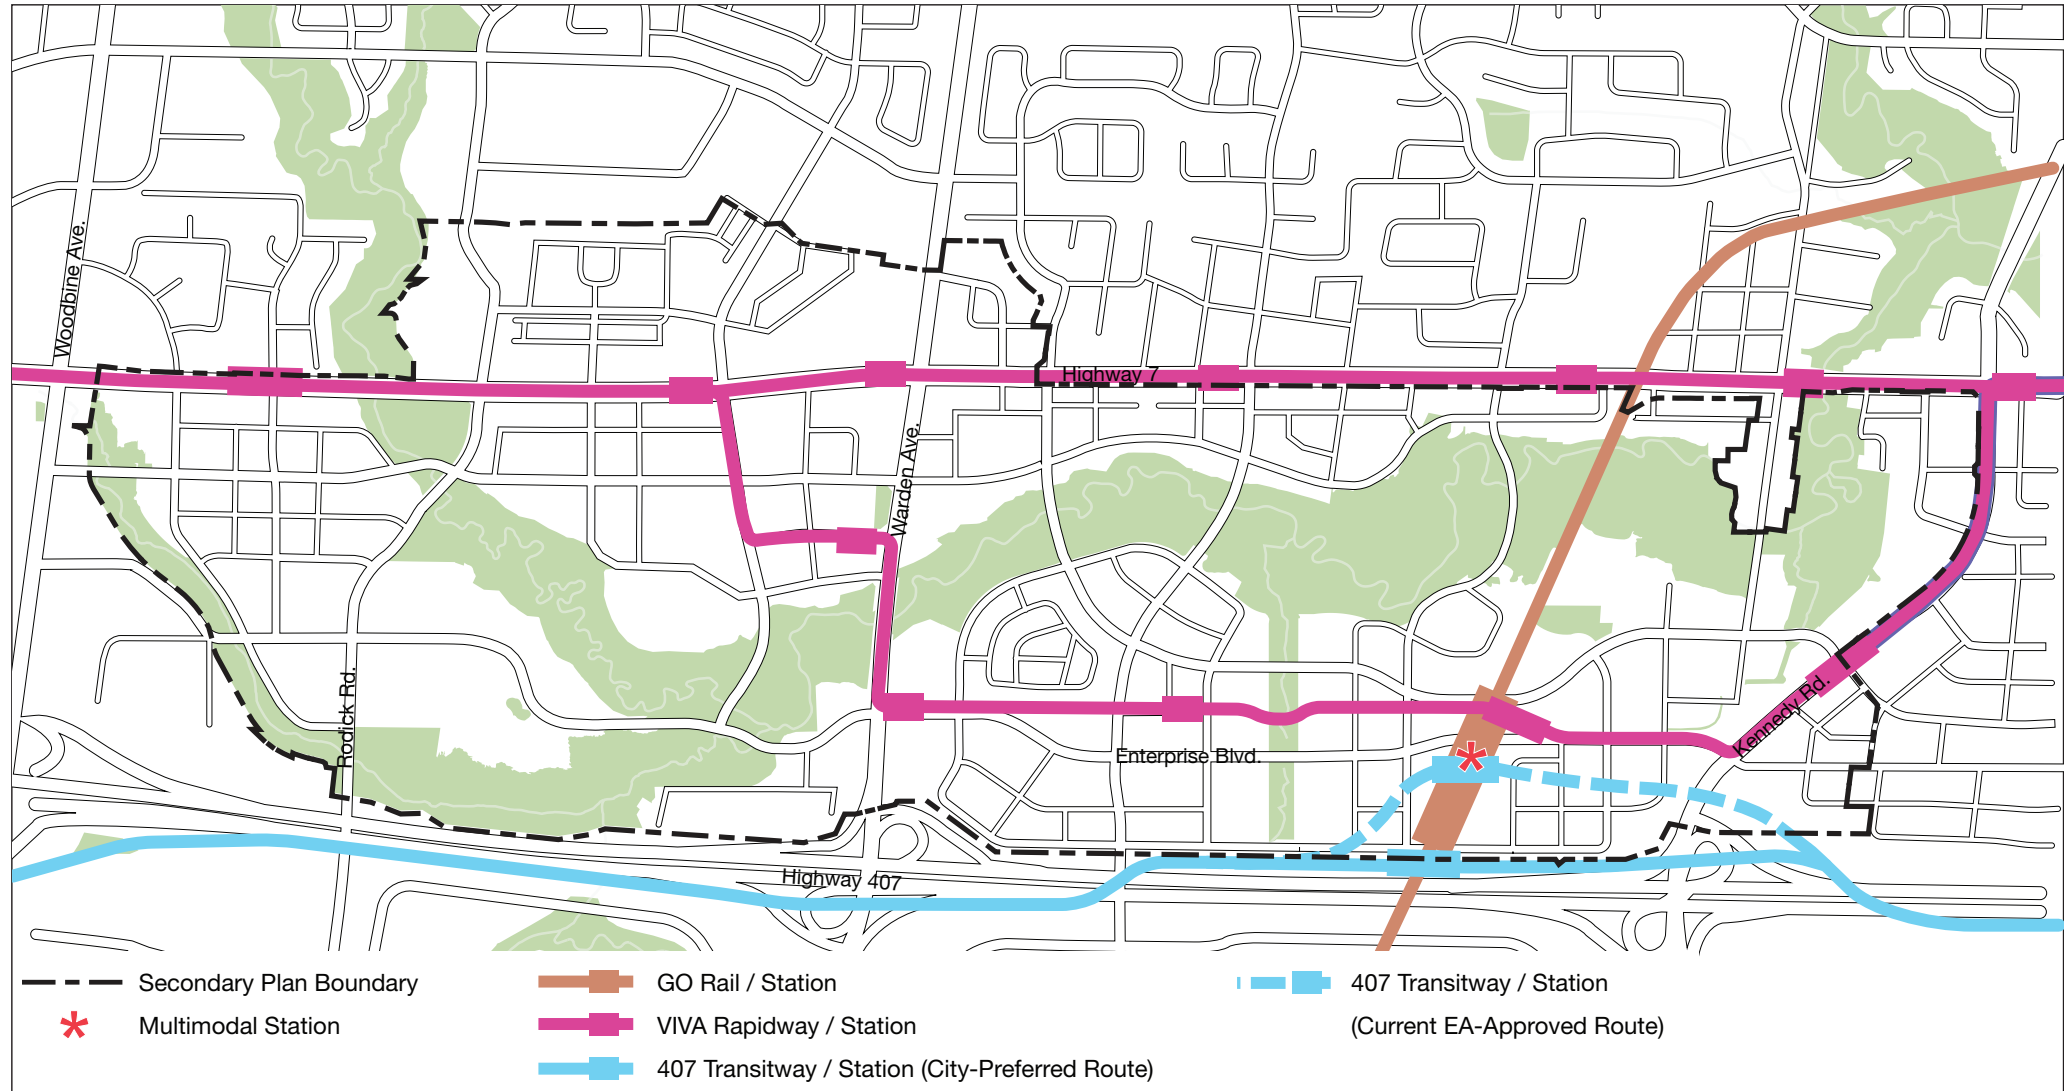 Woodbine Ave.
Highway 7
Warden Ave.
Rodick Rd.
Kennedy Rd.
Enterprise Blvd.
Highway 407
Secondary Plan Boundary
Multimodal Station
GO Rail / Station
VIVA Rapidway / Station
407 Transitway / Station (City-Preferred Route)
407 Transitway / Station
(Current EA-Approved Route)